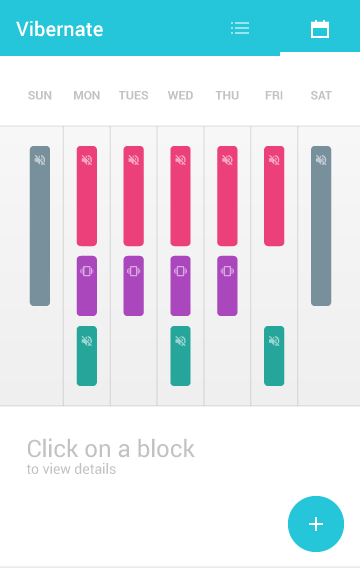 Vibernate
SUN MON TUES WED THU FRI SAT
Click on a block
to view details